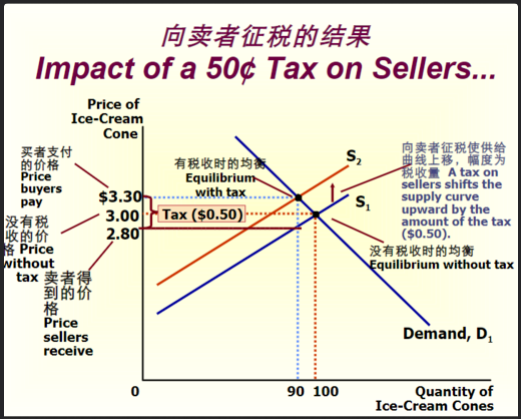 向卖者征税的结果
Impact of a 50¢ Tax on Sellers...
Price of
Ice-Cream
Cone
买者支付
的价格
Price
buyers
pay
$3.30
没有税
收的价
格 Price
without
tax
3.00
2.80
卖者得
到的价
格
Price
sellers
receive
Tax ($0.50)
有税收时的均衡
Equilibrium
with tax
S2
S1
向卖者征税使供给
曲线上移，幅度为
税收量 A tax on
sellers shifts the
supply curve
upward by the
amount of the tax
($0.50).
没有税收时的均衡
Equilibrium without tax
Demand, D1
0
90
100
Quantity of
Ice-Cream Cones